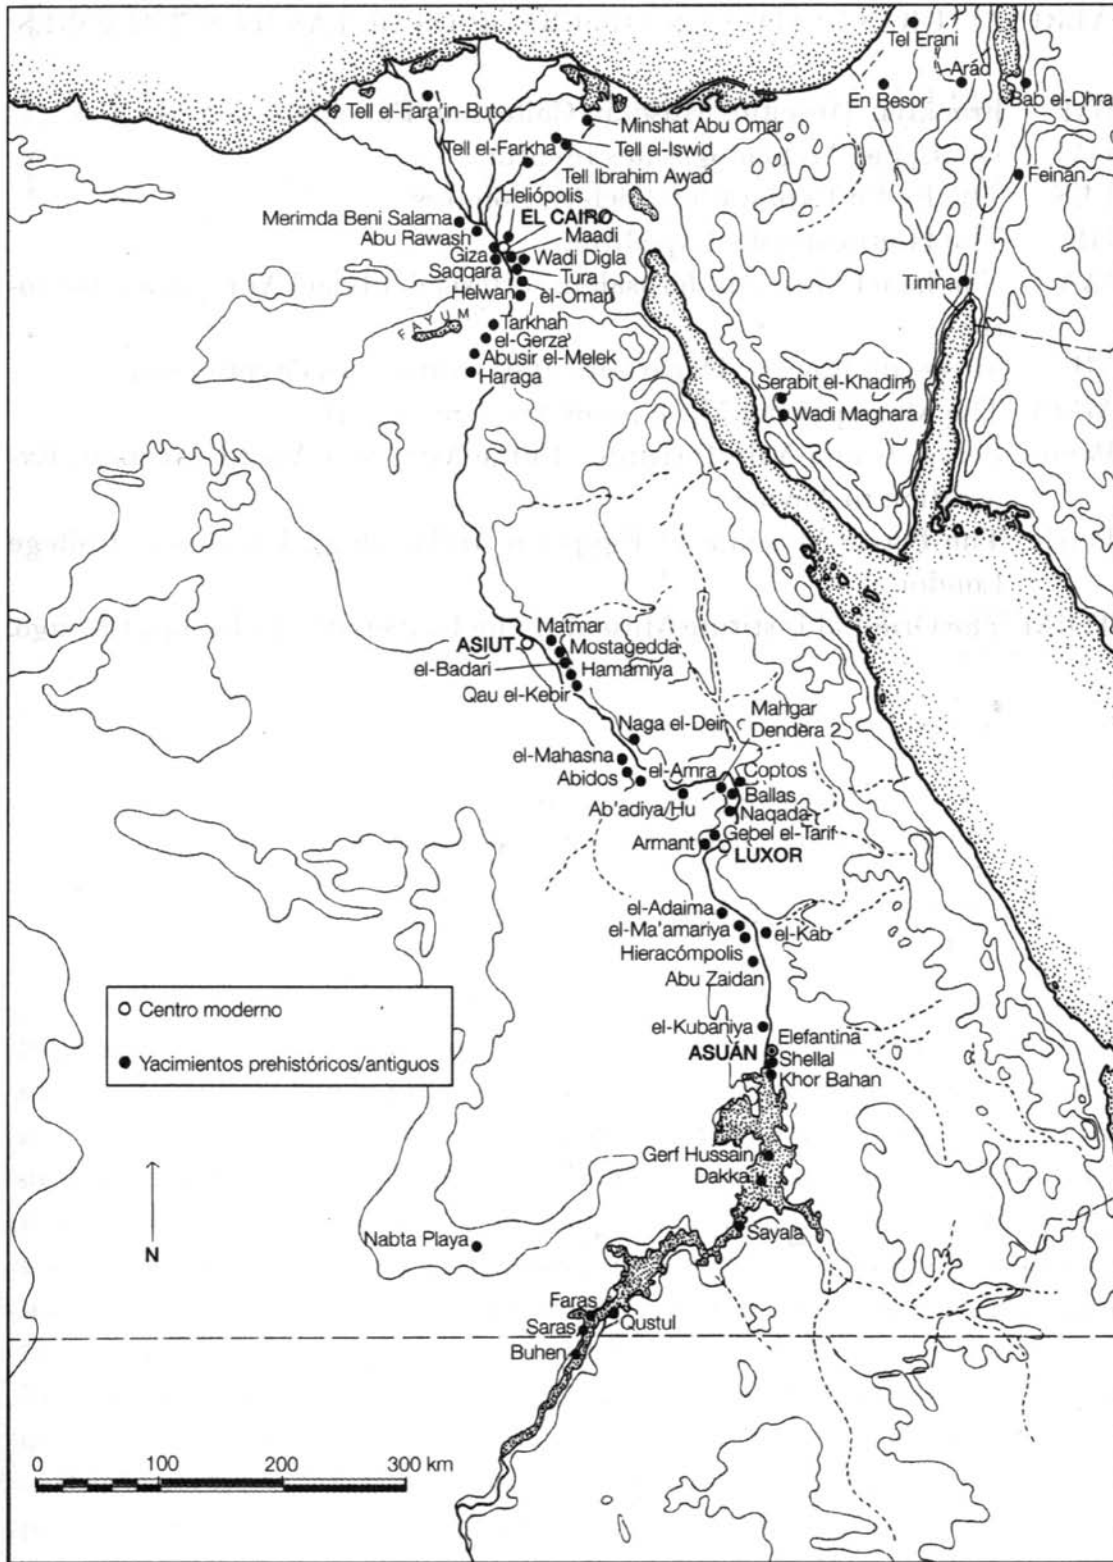 Tel Erani
Arád
En Besor
Bab el-Dhra
Tell el-Fara'in-Buto
Minshat Abu Omar
Tell el-Farkha
Tell el-Iswid
Tell Ibrahim Awad
Feinan
Heliópolis
Merimda Beni Salama
EL CAIRO
Abu Rawash
Maadi
Giza
Wadi Digla
Saqqara
Tura
Timna
Helwan
el-Omari
FAYUM
Tarkhan
el-Gerza
Abusir el-Melek
Haraga
Serabit el-Khadim
Wadi Maghara
Matmar
ASIUT
Mostagedda
el-Badari
Hamamiya
Qau el-Kebir
Mahgar
Dendera 2
Naga el-Deir
el-Mahasna
el-Amra
Coptos
Abidos
Ballas
Ab'adiya/Hu
Naqada
Gebel el-Tarif
Armant
LUXOR
el-Adaima
el-Ma'amariya
el-Kab
Hieracómpolis
Abu Zaidan
Centro moderno
el-Kubaniya
Elefantina
ASUÁN
Shellal
Yacimientos prehistóricos/antiguos
Khor Bahan
Gerf Hussain
Dakka
Sayala
Nabta Playa
N
Faras
Qustul
Saras
Buhen
0 100 200 300 km